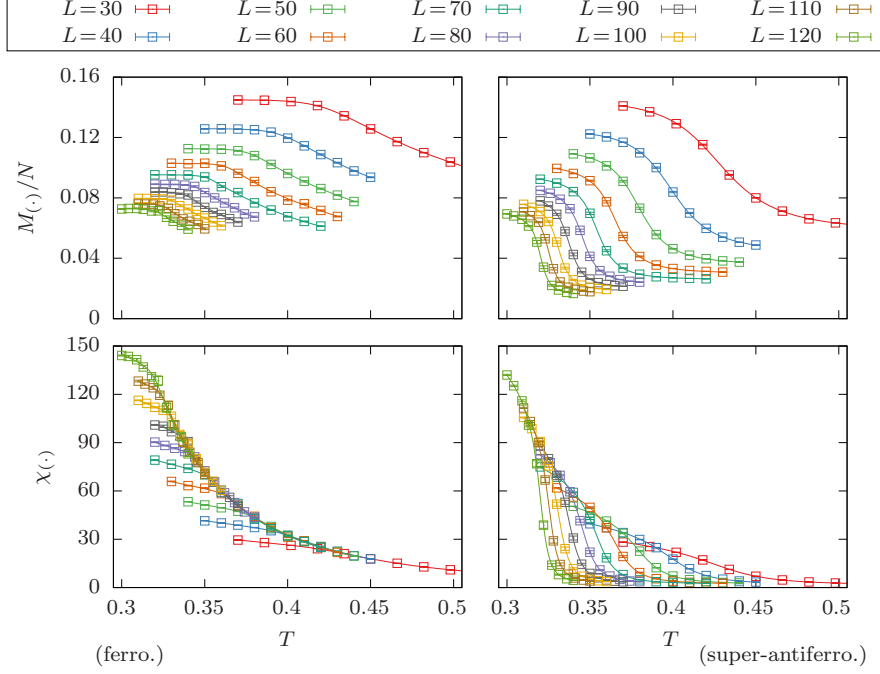 L=30 L=50 L=70 L=90 L=110
L=40 L=60 L=80 L=100 L=120
0.16
0.12
0.08
0.04
0
M(·)/N
150
120
90
60
30
0
χ(·)
0.3 0.35 0.4 0.45 0.5 0.3 0.35 0.4 0.45 0.5
T T
(ferro.) (super-antiferro.)